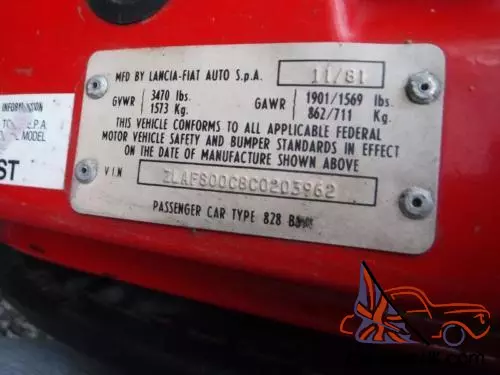 MFD BY LANCIA-FIAT AUTO S.p.A. 11/81
GVWR 3470 lbs. 1573 Kg. GAWR 1901/1569 lbs. 862/711 Kg.
THIS VEHICLE CONFORMS TO ALL APPLICABLE FEDERAL
MOTOR VEHICLE SAFETY AND BUMPER STANDARDS IN EFFECT
ON THE DATE OF MANUFACTURE SHOWN ABOVE
VIN ZLAF800C8C0203962
PASSENGER CAR TYPE 828
INFORMATION
E.P.A.
MODEL
ST